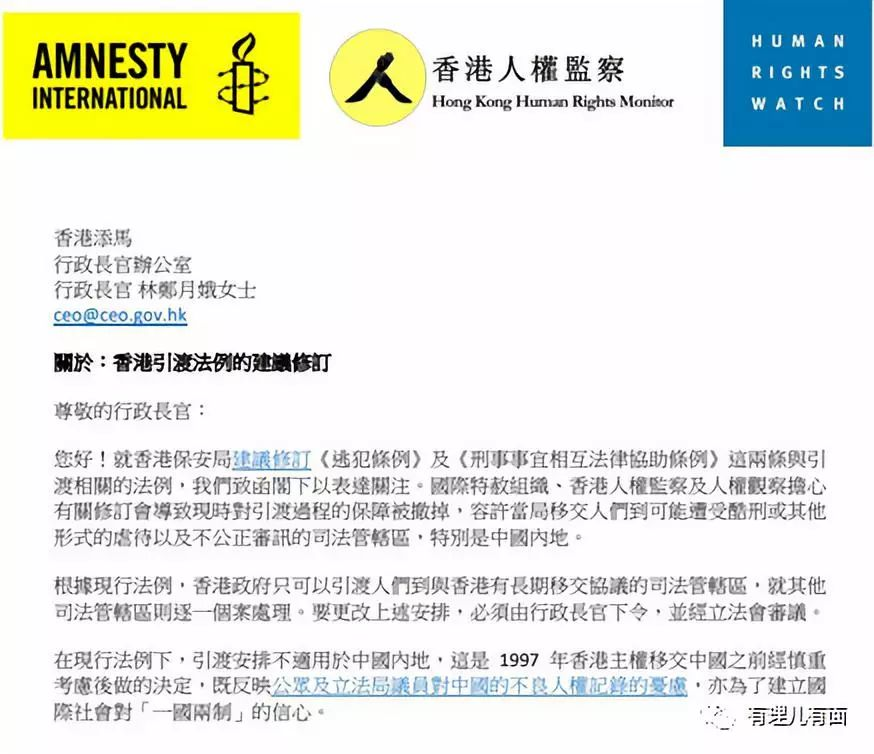 AMNESTY
INTERNATIONAL
香港人權監察
Hong Kong Human Rights Monitor
HUMAN
RIGHTS
WATCH
香港添馬
行政長官辦公室
行政長官 林鄭月娥女士
ceo@ceo.gov.hk
關於：香港引渡法例的建議修訂
尊敬的行政長官：
您好！就香港保安局建議修訂《逃犯條例》及《刑事事宜相互法律協助條例》這兩條與引
渡相關的法例，我們致函閣下以表達關注。國際特赦組織、香港人權監察及人權觀察擔心
有關修訂會導致現時對引渡過程的保障被撤掉，容許當局移交人們到可能遭受酷刑或其他
形式的虐待以及不公正審訊的司法管轄區，特別是中國內地。
根據現行法例，香港政府只可以引渡人們到與香港有長期移交協議的司法管轄區，就其他
司法管轄區則逐一個案處理。要更改上述安排，必須由行政長官下令，並經立法會審議。
在現行法例下，引渡安排不適用於中國內地，這是 1997 年香港主權移交中國之前經慎重
考慮後做的決定，既反映公眾及立法局議員對中國的不良人權記錄的憂慮，亦為了建立國
際社會對「一國兩制」的信心。
有理儿有面